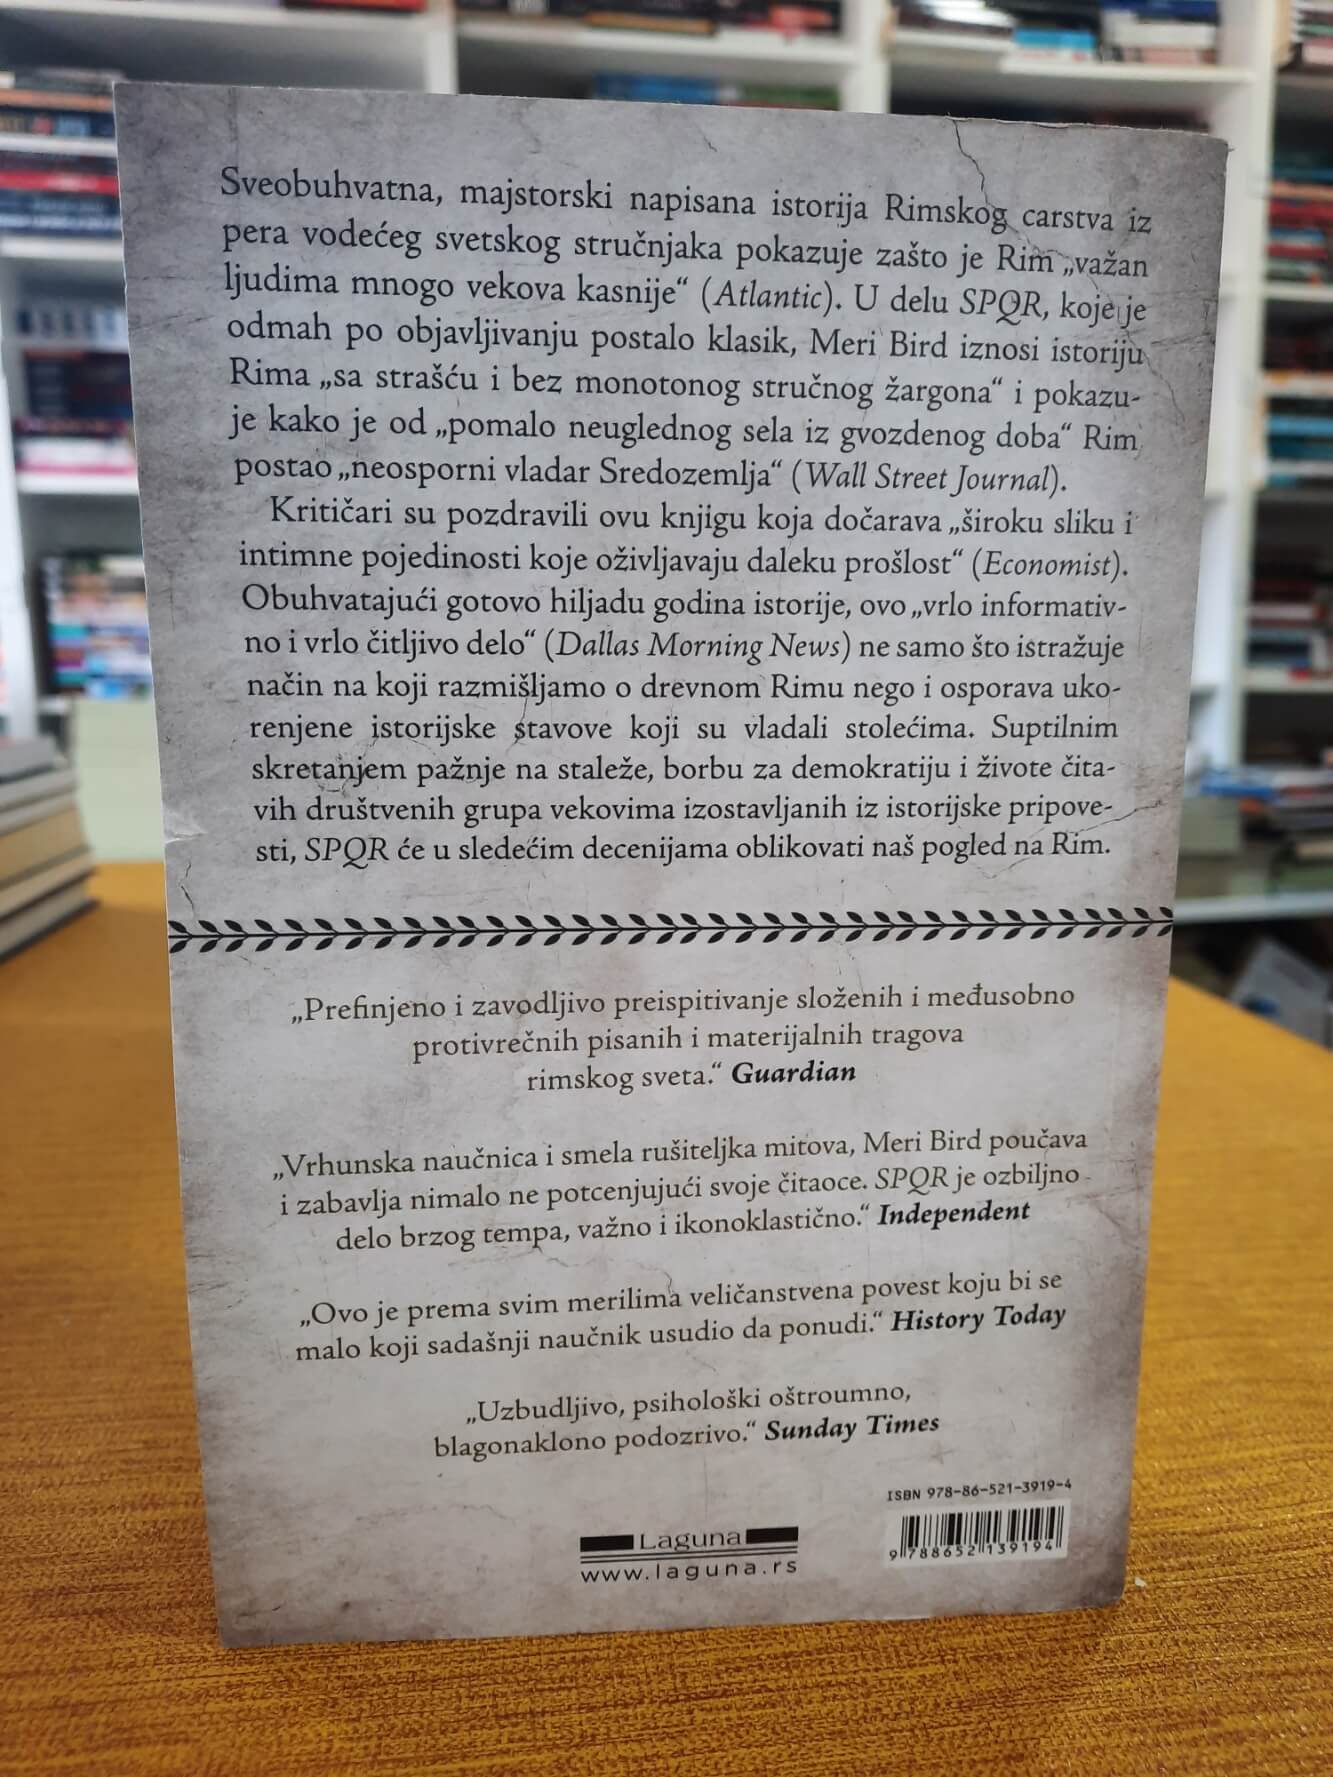 Sveobuhvatna, majstorski napisana istorija Rimskog carstva iz
pera vodećeg svetskog stručnjaka pokazuje zašto je Rim „važan
ljudima mnogo vekova kasnije“ (Atlantic). U delu SPQR, koje je
odmah po objavljivanju postalo klasik, Meri Bird iznosi istoriju
Rima „sa strašću i bez monotonog stručnog žargona“ i pokazu-
je kako je od „pomalo neuglednog sela iz gvozdenog doba“ Rim
postao „neosporni vladar Sredozemlja“ (Wall Street Journal).
Kritičari su pozdravili ovu knjigu koja dočarava „široku sliku i
intimne pojedinosti koje oživljavaju daleku prošlost“ (Economist).
Obuhvatajući gotovo hiljadu godina istorije, ovo „vrlo informativ-
no i vrlo čitljivo delo“ (Dallas Morning News) ne samo što istražuje
način na koji razmišljamo o drevnom Rimu nego i osporava uko-
renjene istorijske stavove koji su vladali stolećima. Suptilnim
skretanjem pažnje na staleže, borbu za demokratiju i živote čita-
vih društvenih grupa vekovima izostavljanih iz istorijske pripove-
sti, SPQR će u sledećim decenijama oblikovati naš pogled na Rim.
„Prefinjeno i zavodljivo preispitivanje složenih i međusobno
protivrečnih pisanih i materijalnih tragova
rimskog sveta.“ Guardian
„Vrhunska naučnica i smela rušiteljka mitova, Meri Bird poučava
i zabavlja nimalo ne potcenjujući svoje čitaoce. SPQR je ozbiljno
delo brzog tempa, važno i ikonoklastično.“ Independent
„Ovo je prema svim merilima veličanstvena povest koju bi se
malo koji sadašnji naučnik usudio da ponudi.“ History Today
„Uzbudljivo, psihološki oštroumno,
blagonaklono podozrivo.“ Sunday Times
ISBN 978-86-521-3919-4
Laguna
www.laguna.rs
9 788652 139194